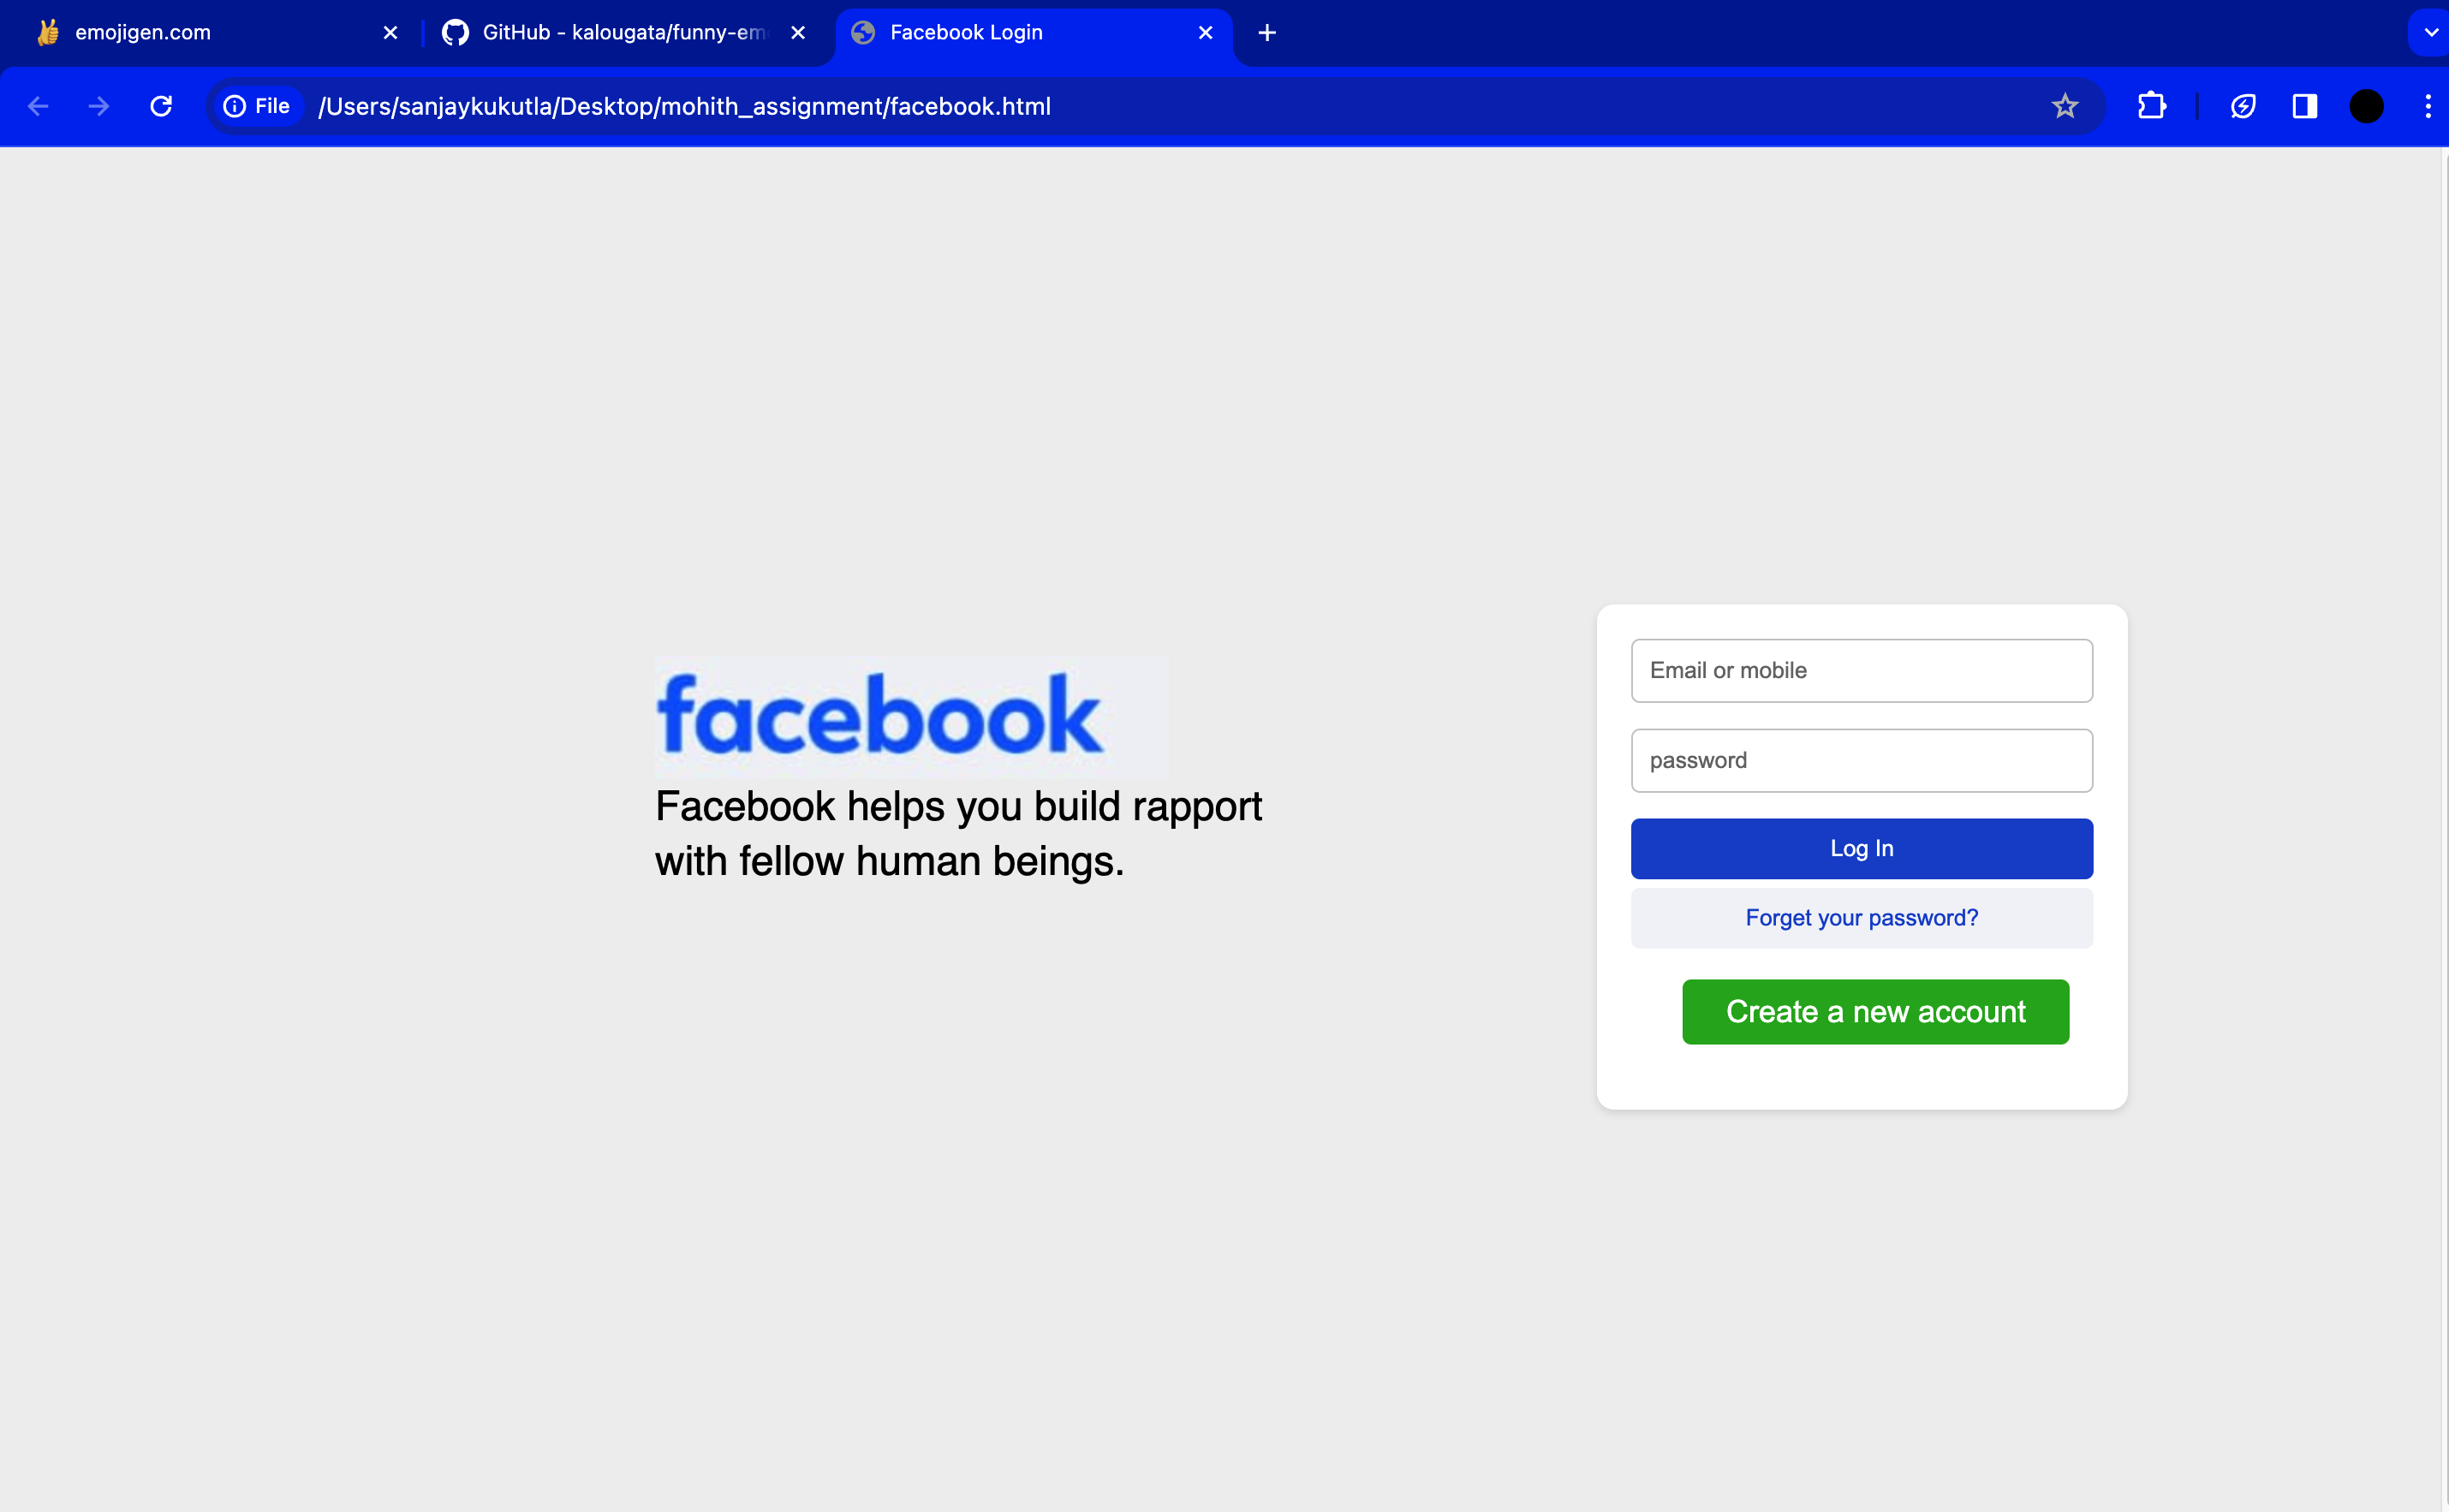 emojigen.com
GitHub - kalougata/funny-em
Facebook Login
File
/Users/sanjaykukutla/Desktop/mohith_assignment/facebook.html
facebook
Facebook helps you build rapport
with fellow human beings.
Email or mobile
password
Log In
Forget your password?
Create a new account